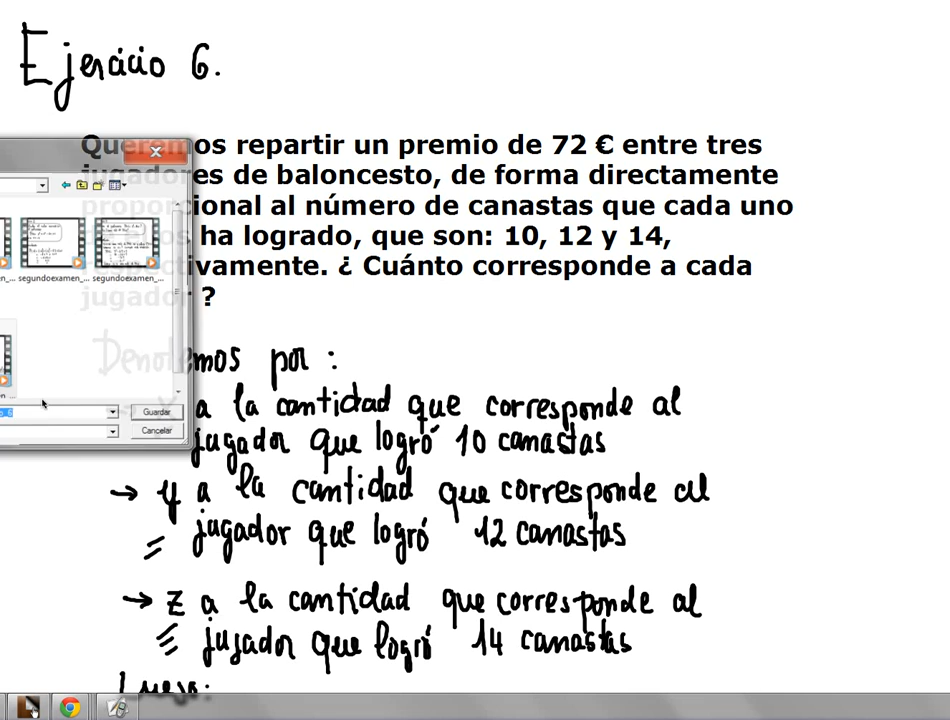 Ejercicio 6.
Queremos repartir un premio de 72 € entre tres
jugadores de baloncesto, de forma directamente
proporcional al número de canastas que cada uno
ha logrado, que son: 10, 12 y 14,
respectivamente. ¿ Cuánto corresponde a cada
jugador ?
Denotemos por :
a la cantidad que corresponde al
jugador que logró 10 canastas
→ y a la cantidad que corresponde al
jugador que logró 12 canastas
→ z a la cantidad que corresponde al
jugador que logró 14 canastas
Luego:
segundoexamen_... segundoexamen_...
Guardar
Cancelar